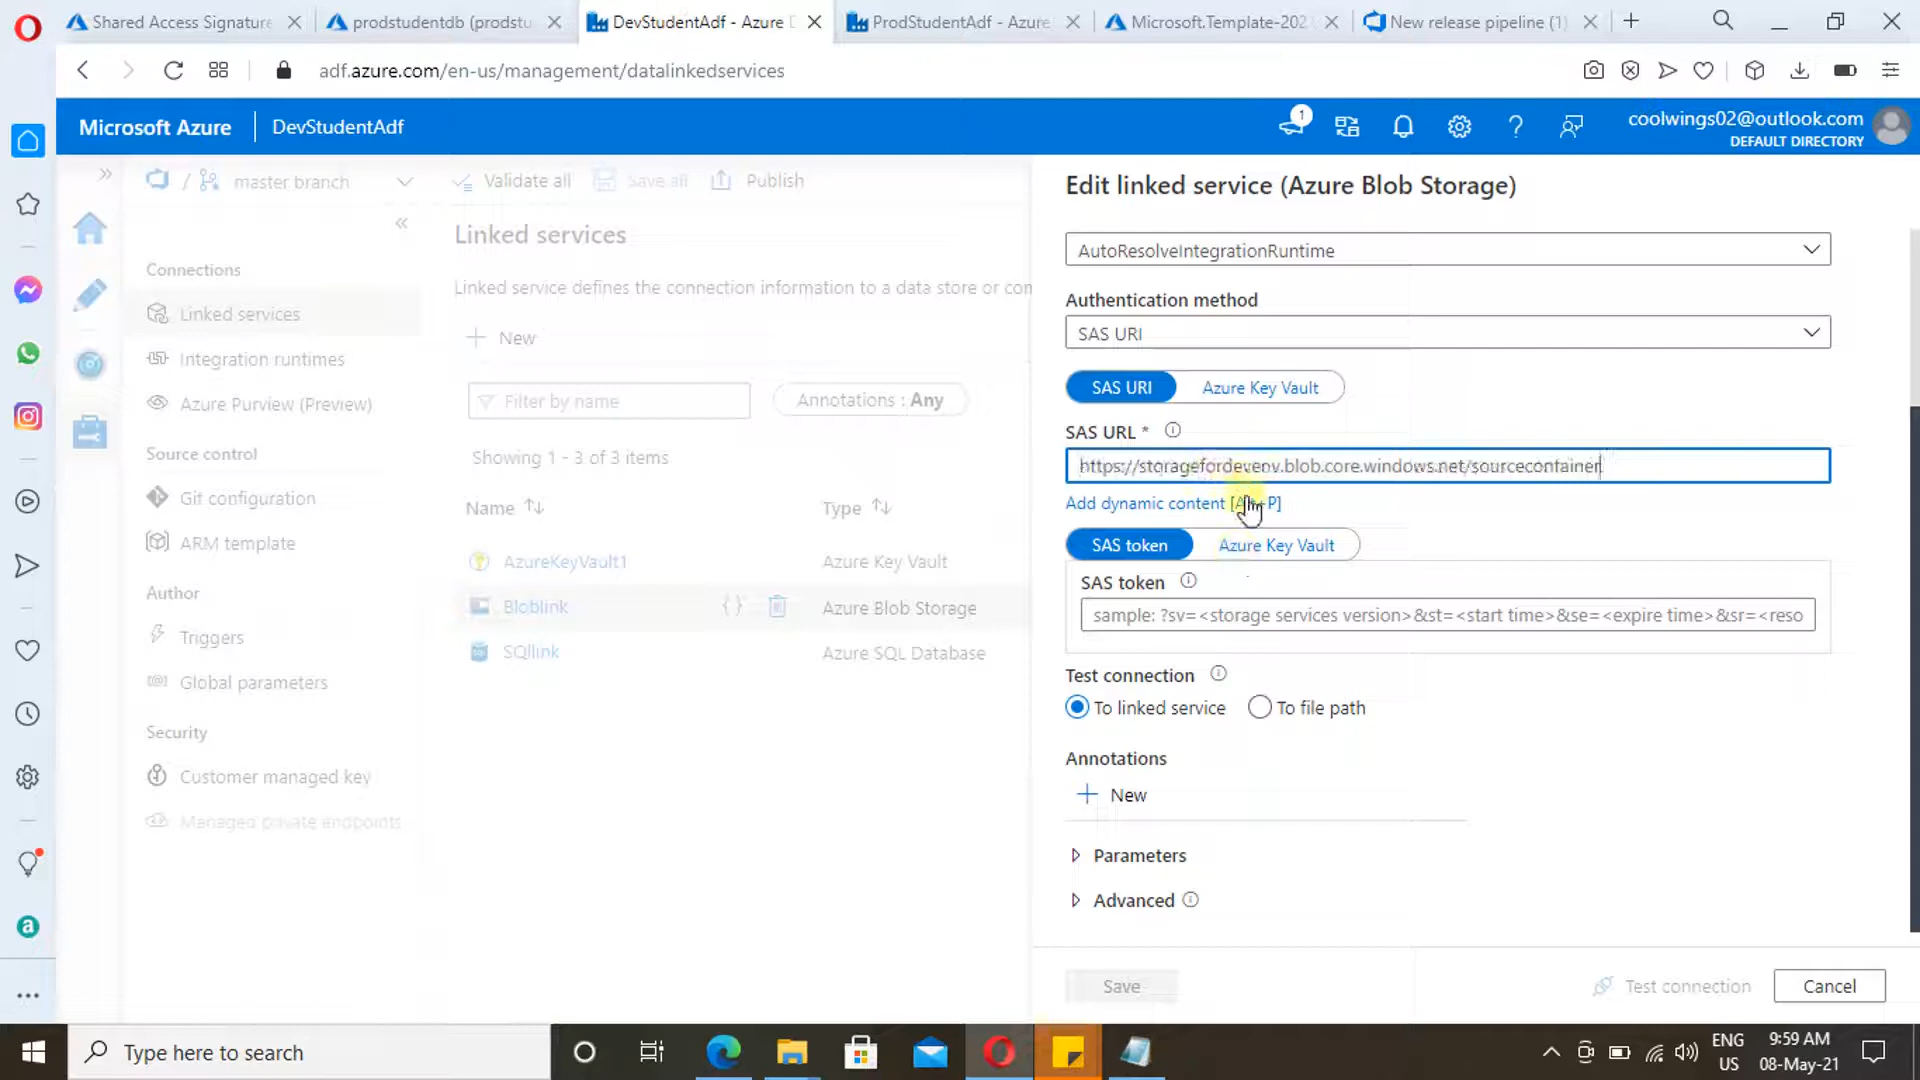 Shared Access Signature
prodstudentdb (prodstu
DevStudentAdf - Azure D
ProdStudentAdf - Azure
Microsoft.Template-202
New release pipeline (1)
adf.azure.com/en-us/management/datalinkedservices
Microsoft Azure
DevStudentAdf
1
coolwings02@outlook.com
DEFAULT DIRECTORY
/ master branch
Validate all
Save all
Publish
Linked services
Linked service defines the connection information to a data store or con
New
Filter by name
Annotations : Any
Showing 1 - 3 of 3 items
Name
Type
AzureKeyVault1
Azure Key Vault
Bloblink
{ }
Azure Blob Storage
SQllink
Azure SQL Database
Connections
Linked services
Integration runtimes
Azure Purview (Preview)
Source control
Git configuration
ARM template
Author
Triggers
Global parameters
Security
Customer managed key
Managed private endpoints
Edit linked service (Azure Blob Storage)
AutoResolveIntegrationRuntime
Authentication method
SAS URI
SAS URI
Azure Key Vault
SAS URL *
https://storagefordevenv.blob.core.windows.net/sourcecontainer
Add dynamic content [Alt+P]
SAS token
Azure Key Vault
SAS token
sample: ?sv=<storage services version>&st=<start time>&se=<expire time>&sr=<reso
Test connection
To linked service
To file path
Annotations
New
Parameters
Advanced
Save
Test connection
Cancel
Type here to search
ENG
US
9:59 AM
08-May-21